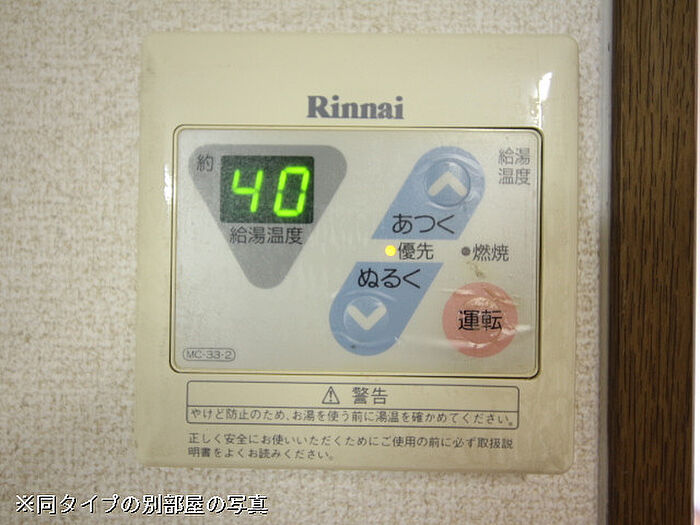 Rinnai
約
40
給湯温度
給湯
温度
あつく
優先
燃焼
ぬるく
運転
MC-33-2
⚠ 警告
やけど防止のため、お湯を使う前に湯温を確かめてください。
正しく安全にお使いいただくためにご使用の前に必ず取扱説
明書をよくお読みください。
※同タイプの別部屋の写真